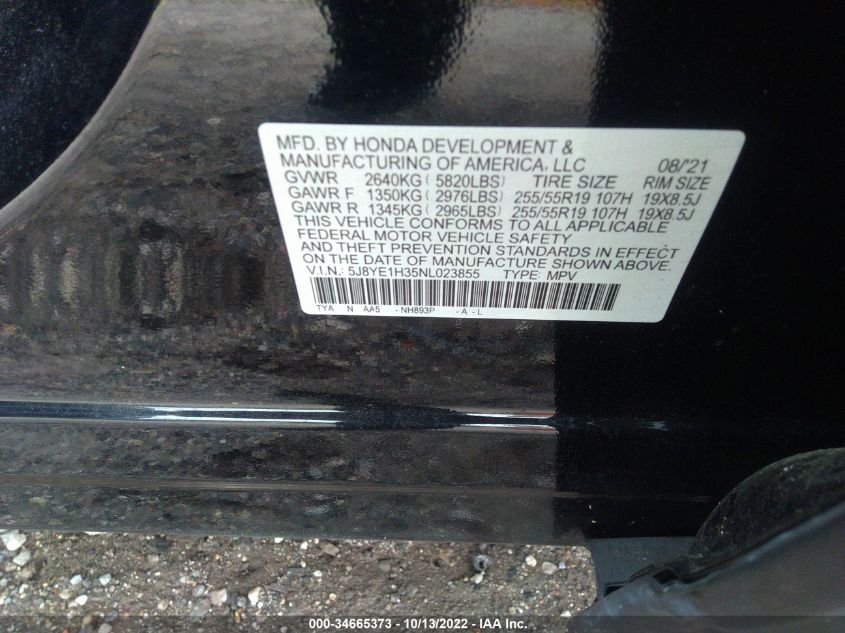 MFD. BY HONDA DEVELOPMENT &
MANUFACTURING OF AMERICA, LLC 08/'21
GVWR 2640KG ( 5820LBS) TIRE SIZE RIM SIZE
GAWR F 1350KG ( 2976LBS) 255/55R19 107H 19X8.5J
GAWR R 1345KG ( 2965LBS) 255/55R19 107H 19X8.5J
THIS VEHICLE CONFORMS TO ALL APPLICABLE
FEDERAL MOTOR VEHICLE SAFETY
AND THEFT PREVENTION STANDARDS IN EFFECT
ON THE DATE OF MANUFACTURE SHOWN ABOVE.
V.I.N.: 5J8YE1H35NL023855 TYPE: MPV
TYA N AA5 - NH893P - A - L
000 - 34665373 - 10/13/2022 - IAA Inc.